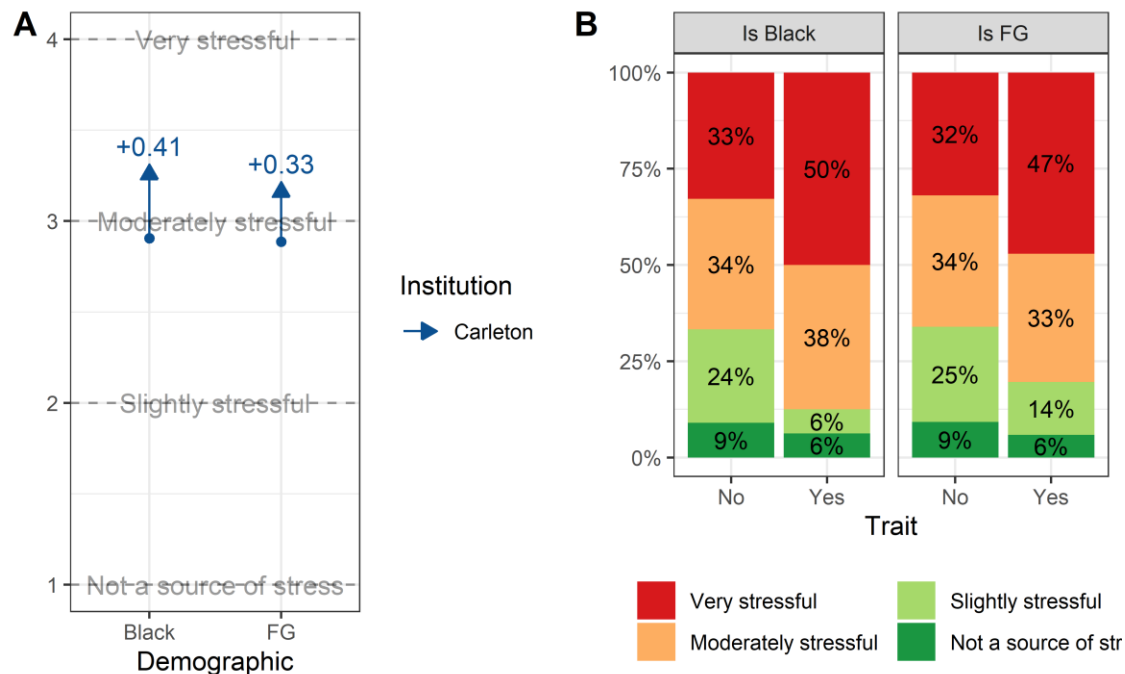 A
4
Very stressful
+0.41
+0.33
3
Moderately stressful
2
Slightly stressful
1
Not a source of stress
Black
FG
Demographic
Institution
Carleton
B
Is Black
Is FG
100%
75%
50%
25%
0%
33%
50%
32%
47%
34%
38%
34%
33%
24%
6%
25%
14%
9%
6%
9%
6%
No
Yes
No
Yes
Trait
Very stressful
Slightly stressful
Moderately stressful
Not a source of str